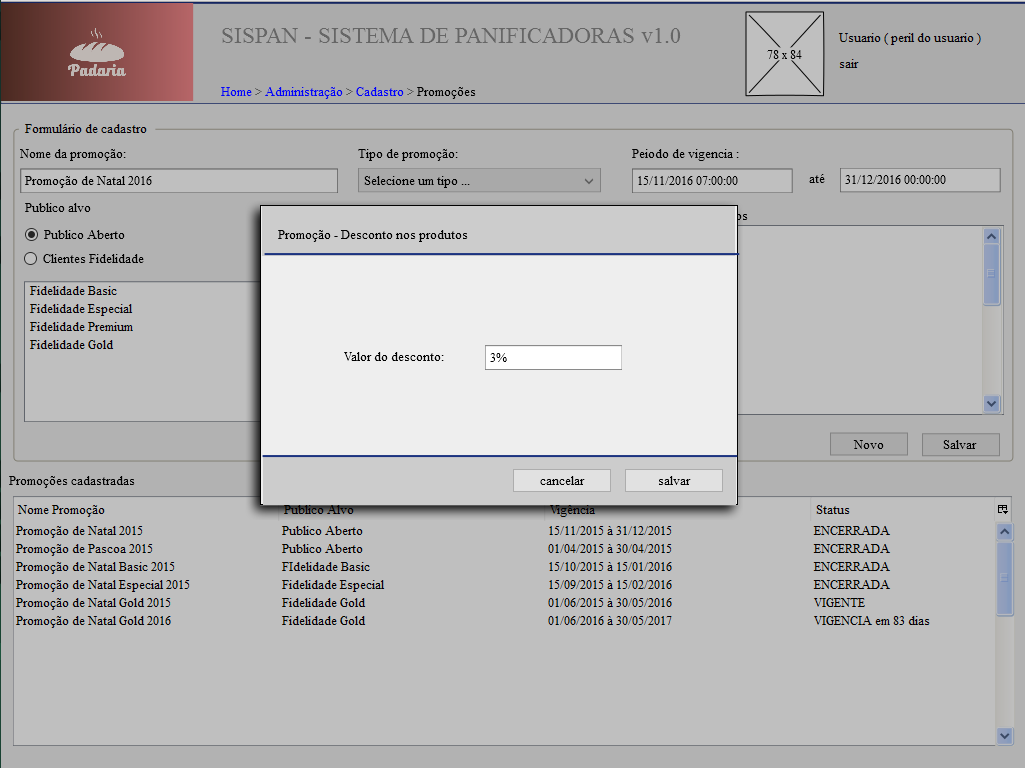 Padaria
SISPAN - SISTEMA DE PANIFICADORAS v1.0
78 x 84
Usuario ( peril do usuario )
sair
Home > Administração > Cadastro > Promoções
Formulário de cadastro
Nome da promoção:
Tipo de promoção:
Peiodo de vigencia :
Promoção de Natal 2016
Selecione um tipo ...
15/11/2016 07:00:00
até
31/12/2016 00:00:00
Publico alvo
os
Publico Aberto
Clientes Fidelidade
Fidelidade Basic
Fidelidade Especial
Fidelidade Premium
Fidelidade Gold
Promoção - Desconto nos produtos
Valor do desconto:
3%
cancelar
salvar
Novo
Salvar
Promoções cadastradas
Nome Promoção Publico Alvo Vigência Status
Promoção de Natal 2015 Publico Aberto 15/11/2015 à 31/12/2015 ENCERRADA
Promoção de Pascoa 2015 Publico Aberto 01/04/2015 à 30/04/2015 ENCERRADA
Promoção de Natal Basic 2015 FIdelidade Basic 15/10/2015 à 15/01/2016 ENCERRADA
Promoção de Natal Especial 2015 Fidelidade Especial 15/09/2015 à 15/02/2016 ENCERRADA
Promoção de Natal Gold 2015 Fidelidade Gold 01/06/2015 à 30/05/2016 VIGENTE
Promoção de Natal Gold 2016 Fidelidade Gold 01/06/2016 à 30/05/2017 VIGENCIA em 83 dias